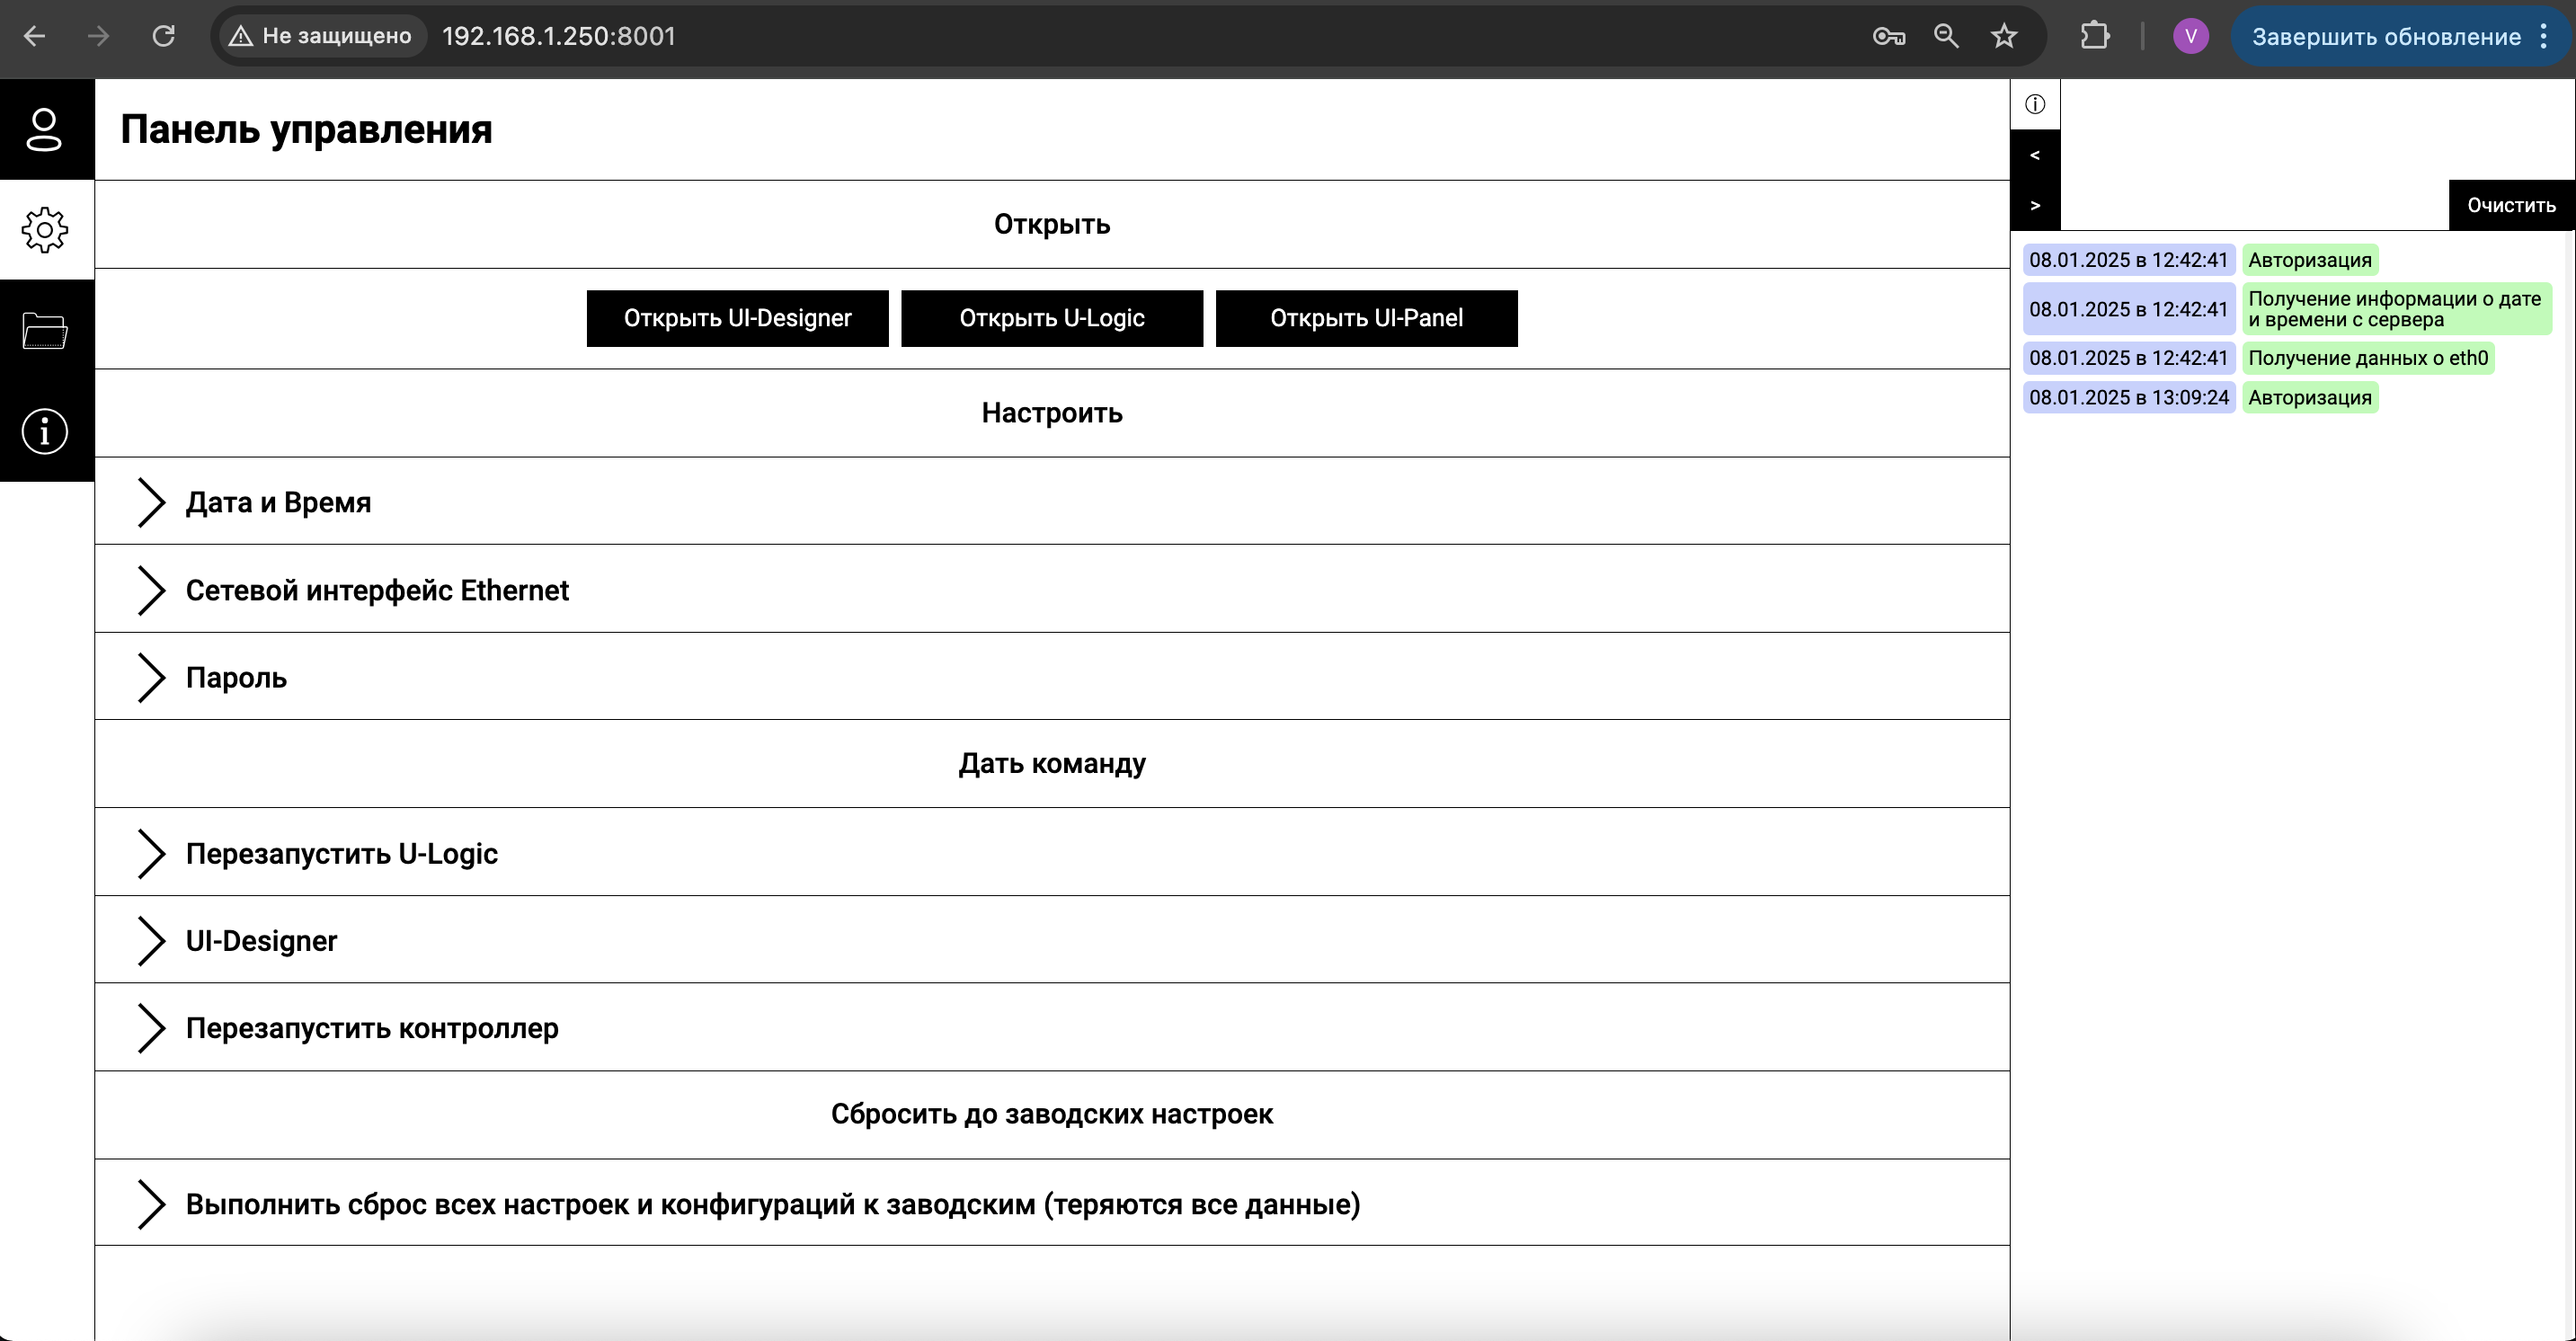 Не защищено
192.168.1.250:8001
V
Завершить обновление
Панель управления
Открыть
Открыть UI-Designer
Открыть U-Logic
Открыть UI-Panel
Настроить
Дата и Время
Сетевой интерфейс Ethernet
Пароль
Дать команду
Перезапустить U-Logic
UI-Designer
Перезапустить контроллер
Сбросить до заводских настроек
Выполнить сброс всех настроек и конфигураций к заводским (теряются все данные)
<
>
Очистить
08.01.2025 в 12:42:41 Авторизация
08.01.2025 в 12:42:41 Получение информации о дате
и времени с сервера
08.01.2025 в 12:42:41 Получение данных о eth0
08.01.2025 в 13:09:24 Авторизация